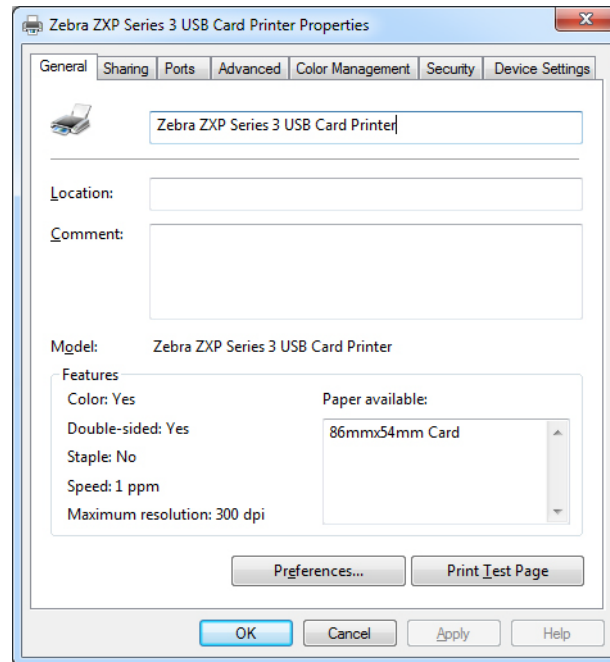 Zebra ZXP Series 3 USB Card Printer Properties
General Sharing Ports Advanced Color Management Security Device Settings
Zebra ZXP Series 3 USB Card Printer
Location:
Comment:
Model: Zebra ZXP Series 3 USB Card Printer
Features
Color: Yes Paper available:
Double-sided: Yes 86mmx54mm Card
Staple: No
Speed: 1 ppm
Maximum resolution: 300 dpi
Preferences... Print Test Page
OK Cancel Apply Help